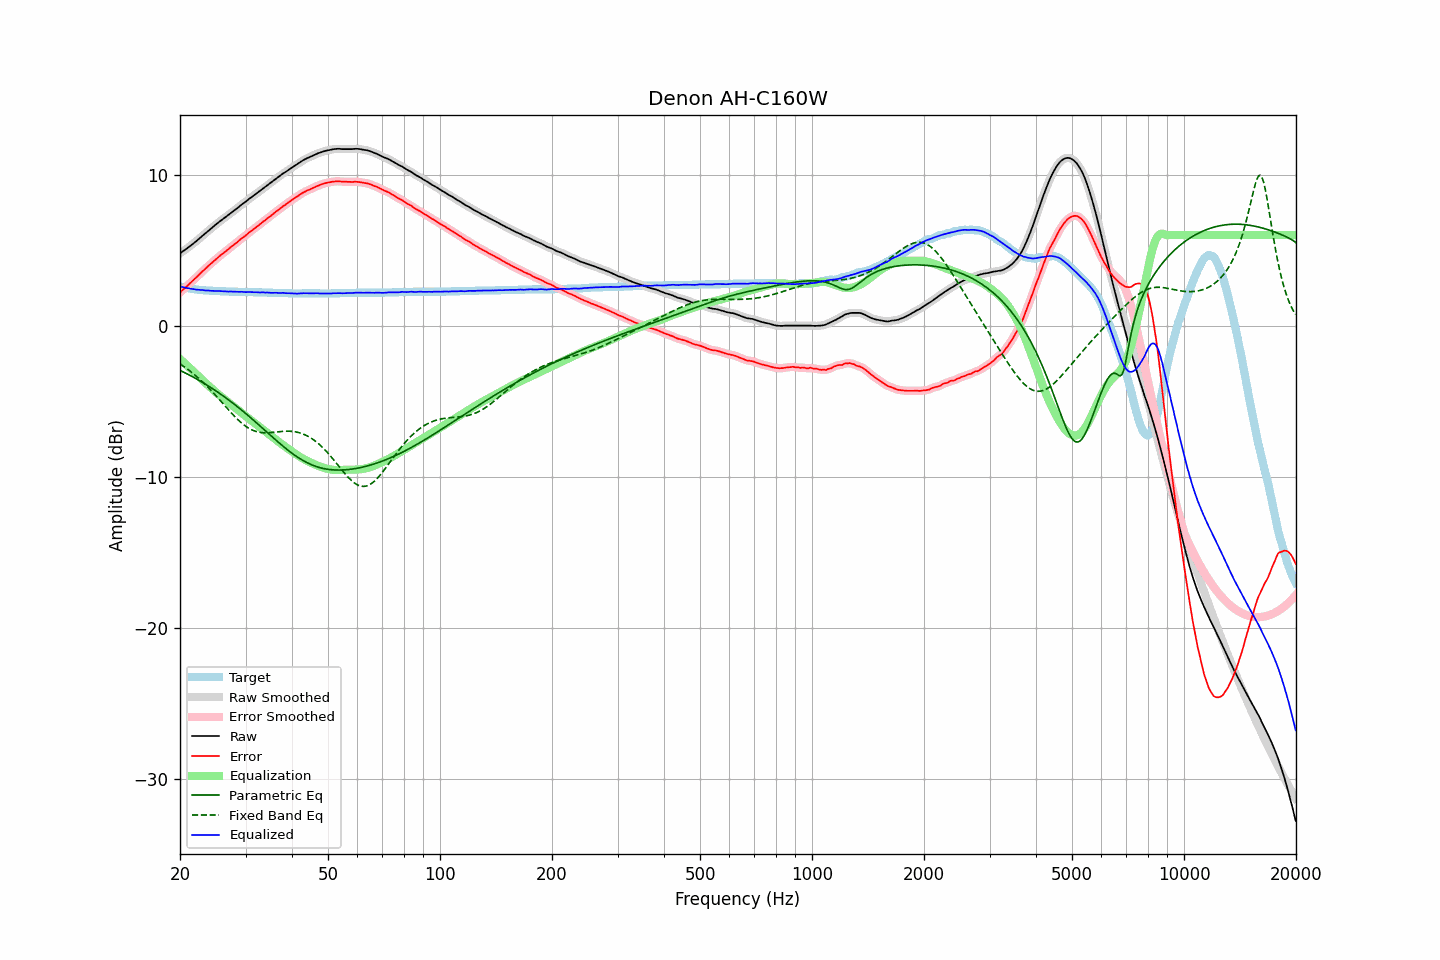 Denon AH-C160W
Amplitude (dBr)
10
0
−10
−20
−30
Target
Raw Smoothed
Error Smoothed
Raw
Error
Equalization
Parametric Eq
Fixed Band Eq
Equalized
20 50 100 200 500 1000 2000 5000 10000 20000
Frequency (Hz)